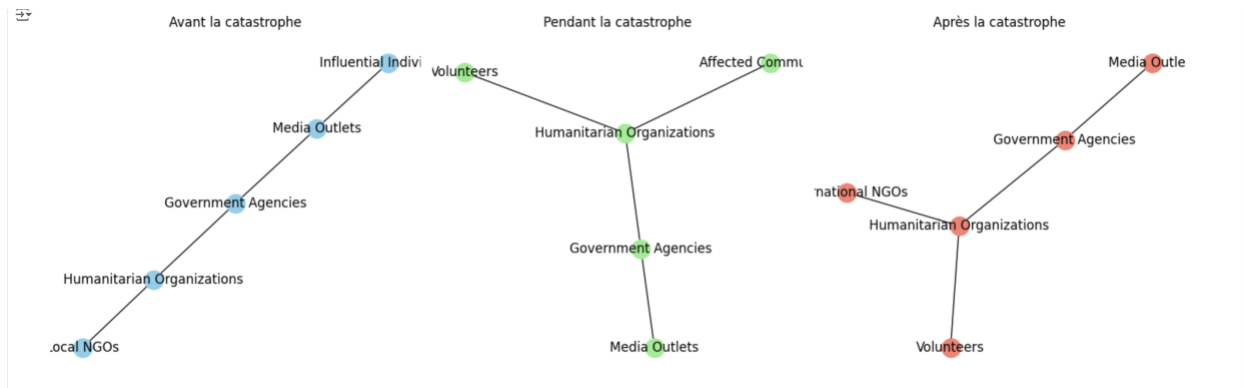 Avant la catastrophe
Influential Indivi
Media Outlets
Government Agencies
Humanitarian Organizations
ocal NGOs
Pendant la catastrophe
Volunteers
Affected Commu
Humanitarian Organizations
Government Agencies
Media Outlets
Après la catastrophe
Media Outle
Government Agencies
national NGOs
Humanitarian Organizations
Volunteers